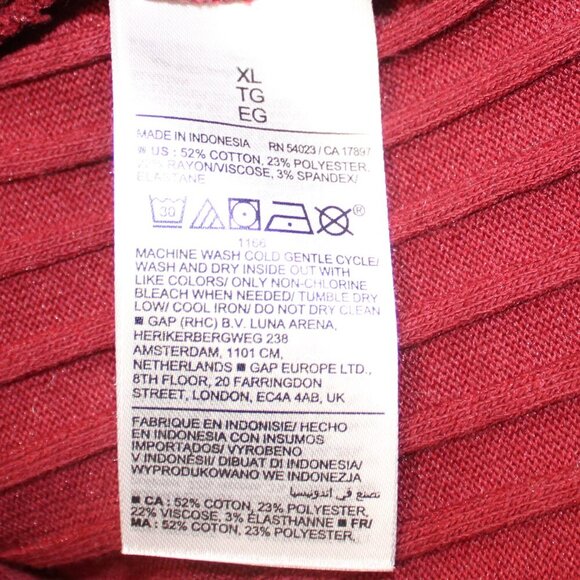 XL
TG
EG
MADE IN INDONESIA RN 54023 / CA 17897
US : 52% COTTON, 23% POLYESTER,
22% RAYON/VISCOSE, 3% SPANDEX/
ELASTANE
30 ®
1166
MACHINE WASH COLD GENTLE CYCLE/
WASH AND DRY INSIDE OUT WITH
LIKE COLORS/ ONLY NON-CHLORINE
BLEACH WHEN NEEDED/ TUMBLE DRY
LOW/ COOL IRON/ DO NOT DRY CLEAN
■ GAP (RHC) B.V. LUNA ARENA,
HERIKERBERGWEG 238
AMSTERDAM, 1101 CM,
NETHERLANDS ■ GAP EUROPE LTD.,
8TH FLOOR, 20 FARRINGDON
STREET, LONDON, EC4A 4AB, UK
FABRIQUE EN INDONISIE/ HECHO
EN INDONESIA CON INSUMOS
IMPORTADOS/ VYROBENO
V INDONÉSII/ DIBUAT DI INDONESIA/
WYPRODUKOWANO WE INDONEZJA
تصنع في اندونيسيا
■ CA : 52% COTON, 23% POLYESTER,
22% VISCOSE, 3% ÉLASTHANNE ■ FR/
MA : 52% COTON, 23% POLYESTER,